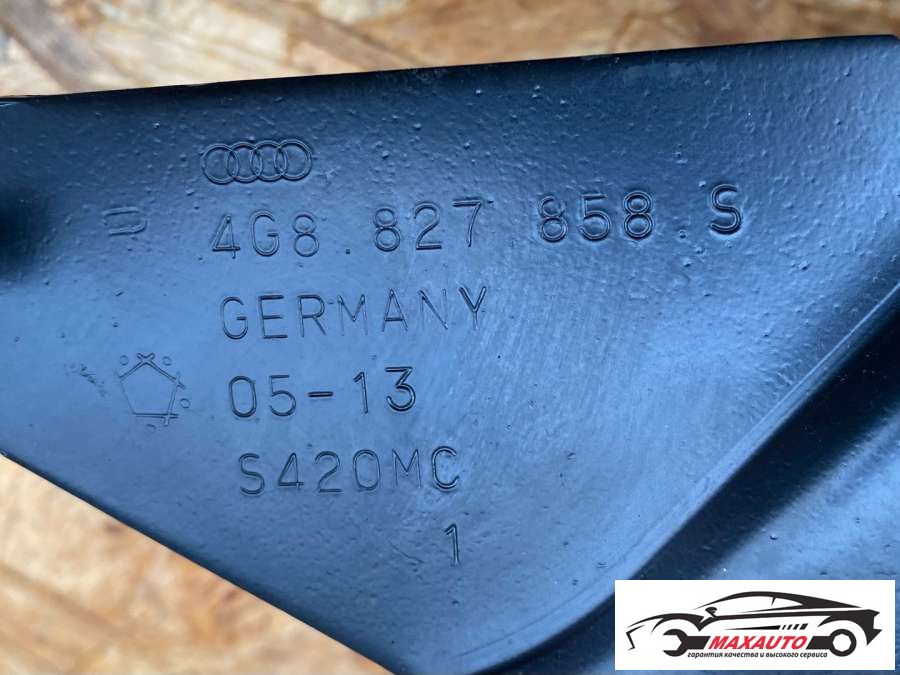 4G8.827 858.S
GERMANY
05-13
S420MC
1
MAXAUTO
гарантия качества и высокого сервиса